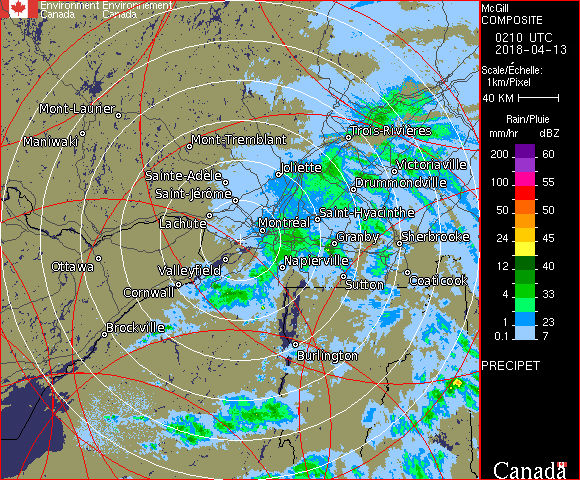 Environment Environnement
Canada Canada
McGill
COMPOSITE
0210 UTC
2018-04-13
Scale/Échelle:
1km/Pixel
40 KM
Rain/Pluie
mm/hr dBZ
200 60
100 55
50 50
24 45
12 40
4 33
1 23
0.1 7
PRECIPET
Canada
Mont-Laurier
Maniwaki
Mont-Tremblant
Trois-Rivières
Joliette
Victoriaville
Sainte-Adèle
Drummondville
Saint-Jérôme
Lachute
Saint-Hyacinthe
Montréal
Granby
Sherbrooke
Ottawa
Valleyfield
Napierville
Cornwall
Sutton
Coaticook
Brockville
Burlington